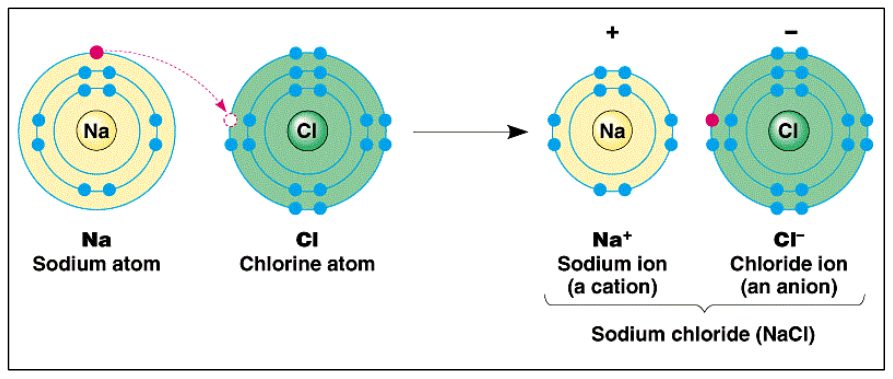 +
−
Na
Cl
Na
Cl
Na
Sodium atom
Cl
Chlorine atom
Na⁺
Sodium ion
(a cation)
Cl⁻
Chloride ion
(an anion)
Sodium chloride (NaCl)